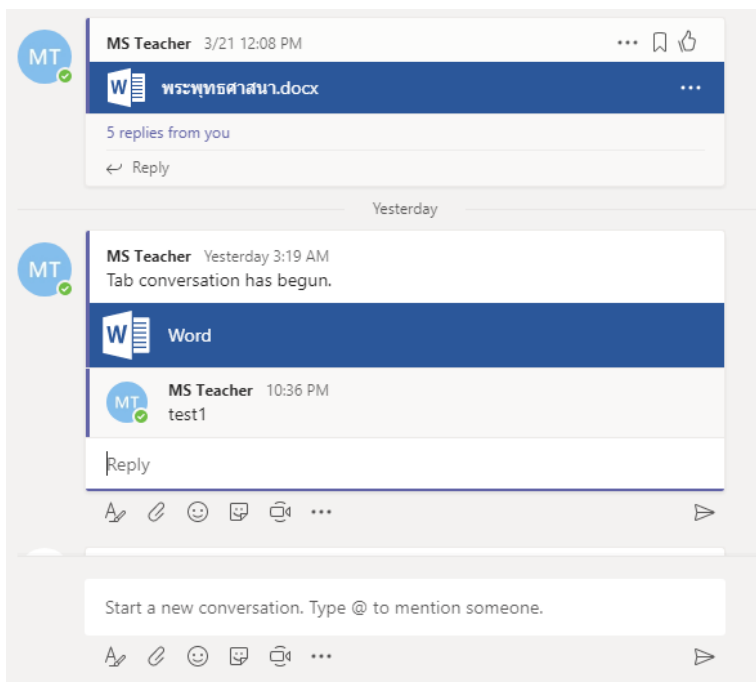 MT
MS Teacher 3/21 12:08 PM
W พระพุทธศาสนา.docx
5 replies from you
Reply
Yesterday
MT
MS Teacher Yesterday 3:19 AM
Tab conversation has begun.
W Word
MT
MS Teacher 10:36 PM
test1
Reply
Start a new conversation. Type @ to mention someone.